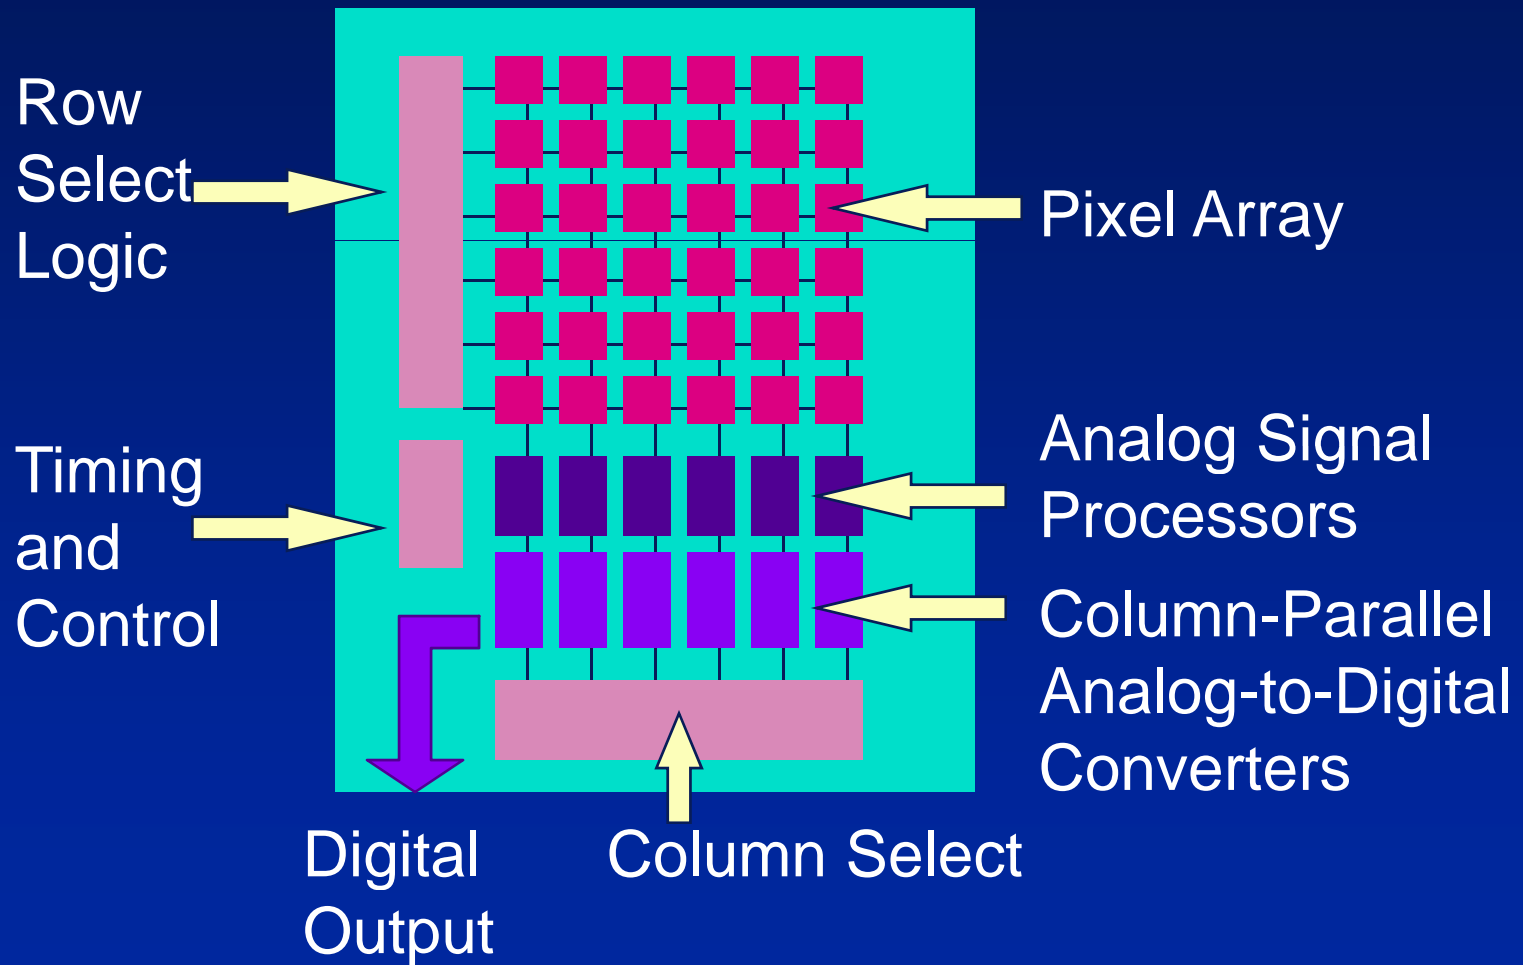 Row
Select
Logic
Pixel Array
Timing
and
Control
Analog Signal
Processors
Column-Parallel
Analog-to-Digital
Converters
Digital
Output
Column Select